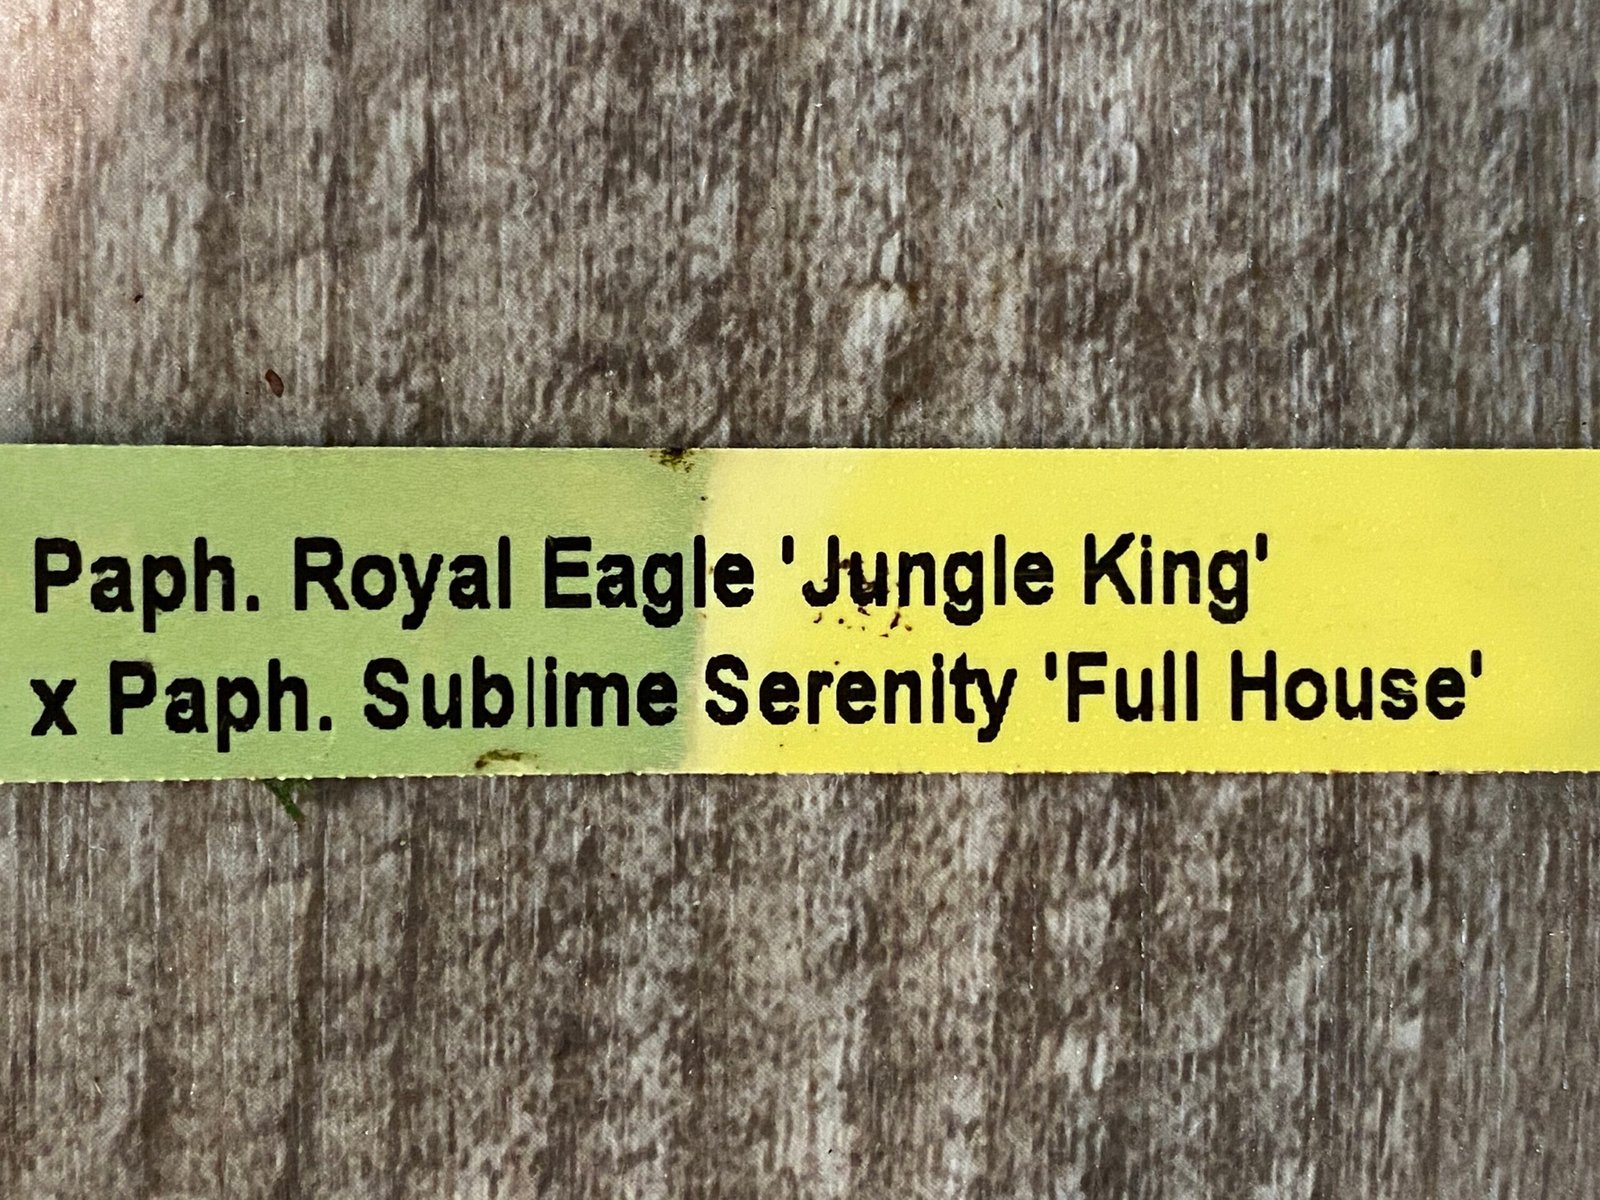 Paph. Royal Eagle 'Jungle King'
x Paph. Sublime Serenity 'Full House'